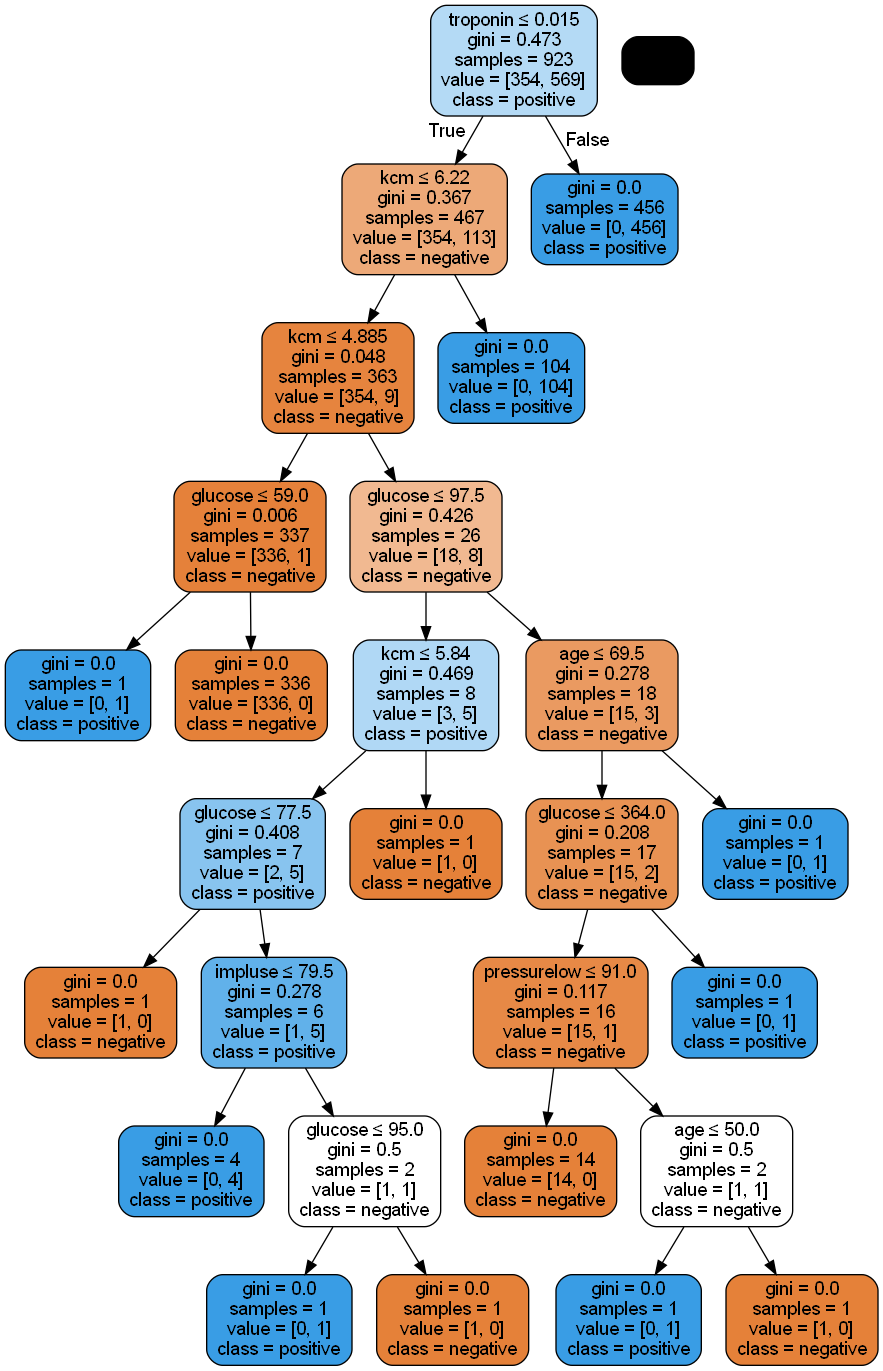 troponin ≤ 0.015
gini = 0.473
samples = 923
value = [354, 569]
class = positive
True
False
kcm ≤ 6.22
gini = 0.367
samples = 467
value = [354, 113]
class = negative
gini = 0.0
samples = 456
value = [0, 456]
class = positive
kcm ≤ 4.885
gini = 0.048
samples = 363
value = [354, 9]
class = negative
gini = 0.0
samples = 104
value = [0, 104]
class = positive
glucose ≤ 59.0
gini = 0.006
samples = 337
value = [336, 1]
class = negative
glucose ≤ 97.5
gini = 0.426
samples = 26
value = [18, 8]
class = negative
gini = 0.0
samples = 1
value = [0, 1]
class = positive
gini = 0.0
samples = 336
value = [336, 0]
class = negative
kcm ≤ 5.84
gini = 0.469
samples = 8
value = [3, 5]
class = positive
age ≤ 69.5
gini = 0.278
samples = 18
value = [15, 3]
class = negative
glucose ≤ 77.5
gini = 0.408
samples = 7
value = [2, 5]
class = positive
gini = 0.0
samples = 1
value = [1, 0]
class = negative
glucose ≤ 364.0
gini = 0.208
samples = 17
value = [15, 2]
class = negative
gini = 0.0
samples = 1
value = [0, 1]
class = positive
gini = 0.0
samples = 1
value = [1, 0]
class = negative
impluse ≤ 79.5
gini = 0.278
samples = 6
value = [1, 5]
class = positive
pressurelow ≤ 91.0
gini = 0.117
samples = 16
value = [15, 1]
class = negative
gini = 0.0
samples = 1
value = [0, 1]
class = positive
gini = 0.0
samples = 4
value = [0, 4]
class = positive
glucose ≤ 95.0
gini = 0.5
samples = 2
value = [1, 1]
class = negative
gini = 0.0
samples = 14
value = [14, 0]
class = negative
age ≤ 50.0
gini = 0.5
samples = 2
value = [1, 1]
class = negative
gini = 0.0
samples = 1
value = [0, 1]
class = positive
gini = 0.0
samples = 1
value = [1, 0]
class = negative
gini = 0.0
samples = 1
value = [0, 1]
class = positive
gini = 0.0
samples = 1
value = [1, 0]
class = negative